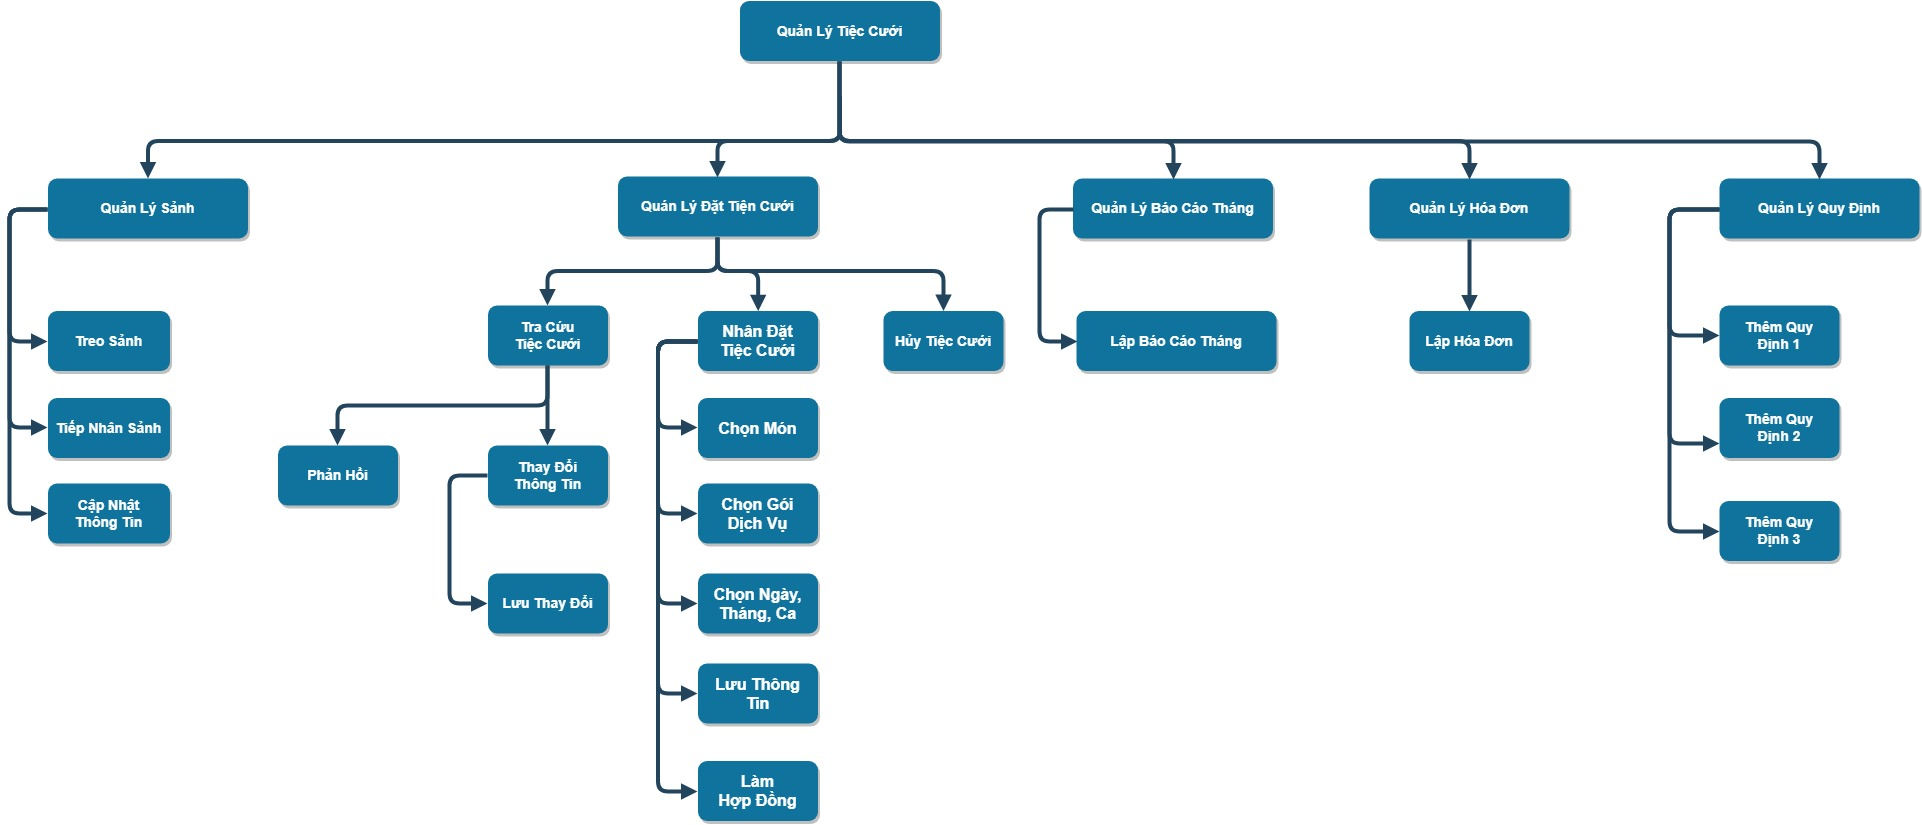 Quản Lý Tiệc Cưới
Quản Lý Sảnh
Quán Lý Đặt Tiện Cưới
Quản Lý Báo Cáo Tháng
Quản Lý Hóa Đơn
Quản Lý Quy Định
Treo Sảnh
Tiếp Nhân Sảnh
Cập Nhật
Thông Tin
Tra Cứu
Tiệc Cưới
Phản Hồi
Thay Đổi
Thông Tin
Lưu Thay Đổi
Nhân Đặt
Tiệc Cưới
Chọn Món
Chọn Gói
Dịch Vụ
Chọn Ngày,
Tháng, Ca
Lưu Thông
Tin
Làm
Hợp Đồng
Hủy Tiệc Cưới
Lập Báo Cáo Tháng
Lập Hóa Đơn
Thêm Quy
Định 1
Thêm Quy
Định 2
Thêm Quy
Định 3